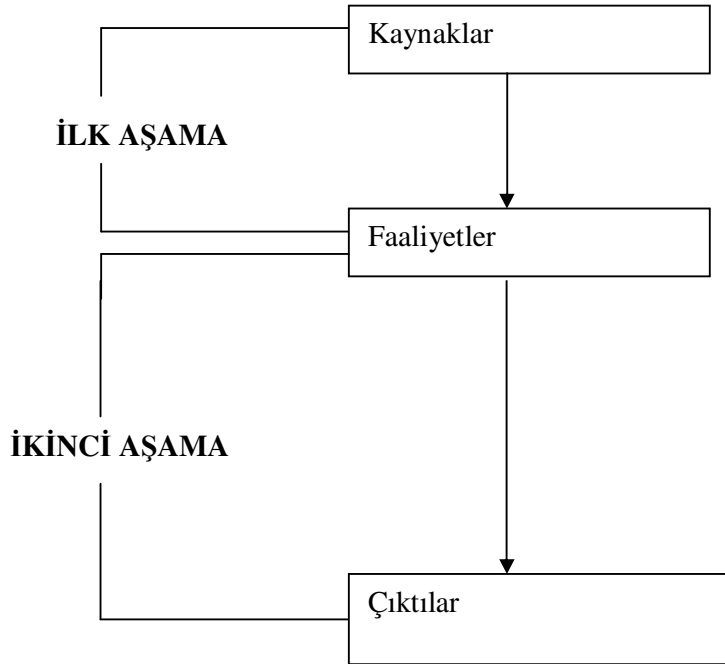 Kaynaklar
İLK AŞAMA
Faaliyetler
İKİNCİ AŞAMA
Çıktılar